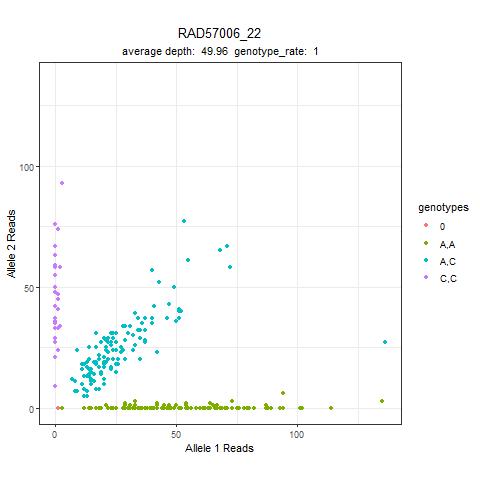 RAD57006_22
average depth: 49.96 genotype_rate: 1
Allele 2 Reads
100
50
0
0
50
100
Allele 1 Reads
genotypes
0
A,A
A,C
C,C